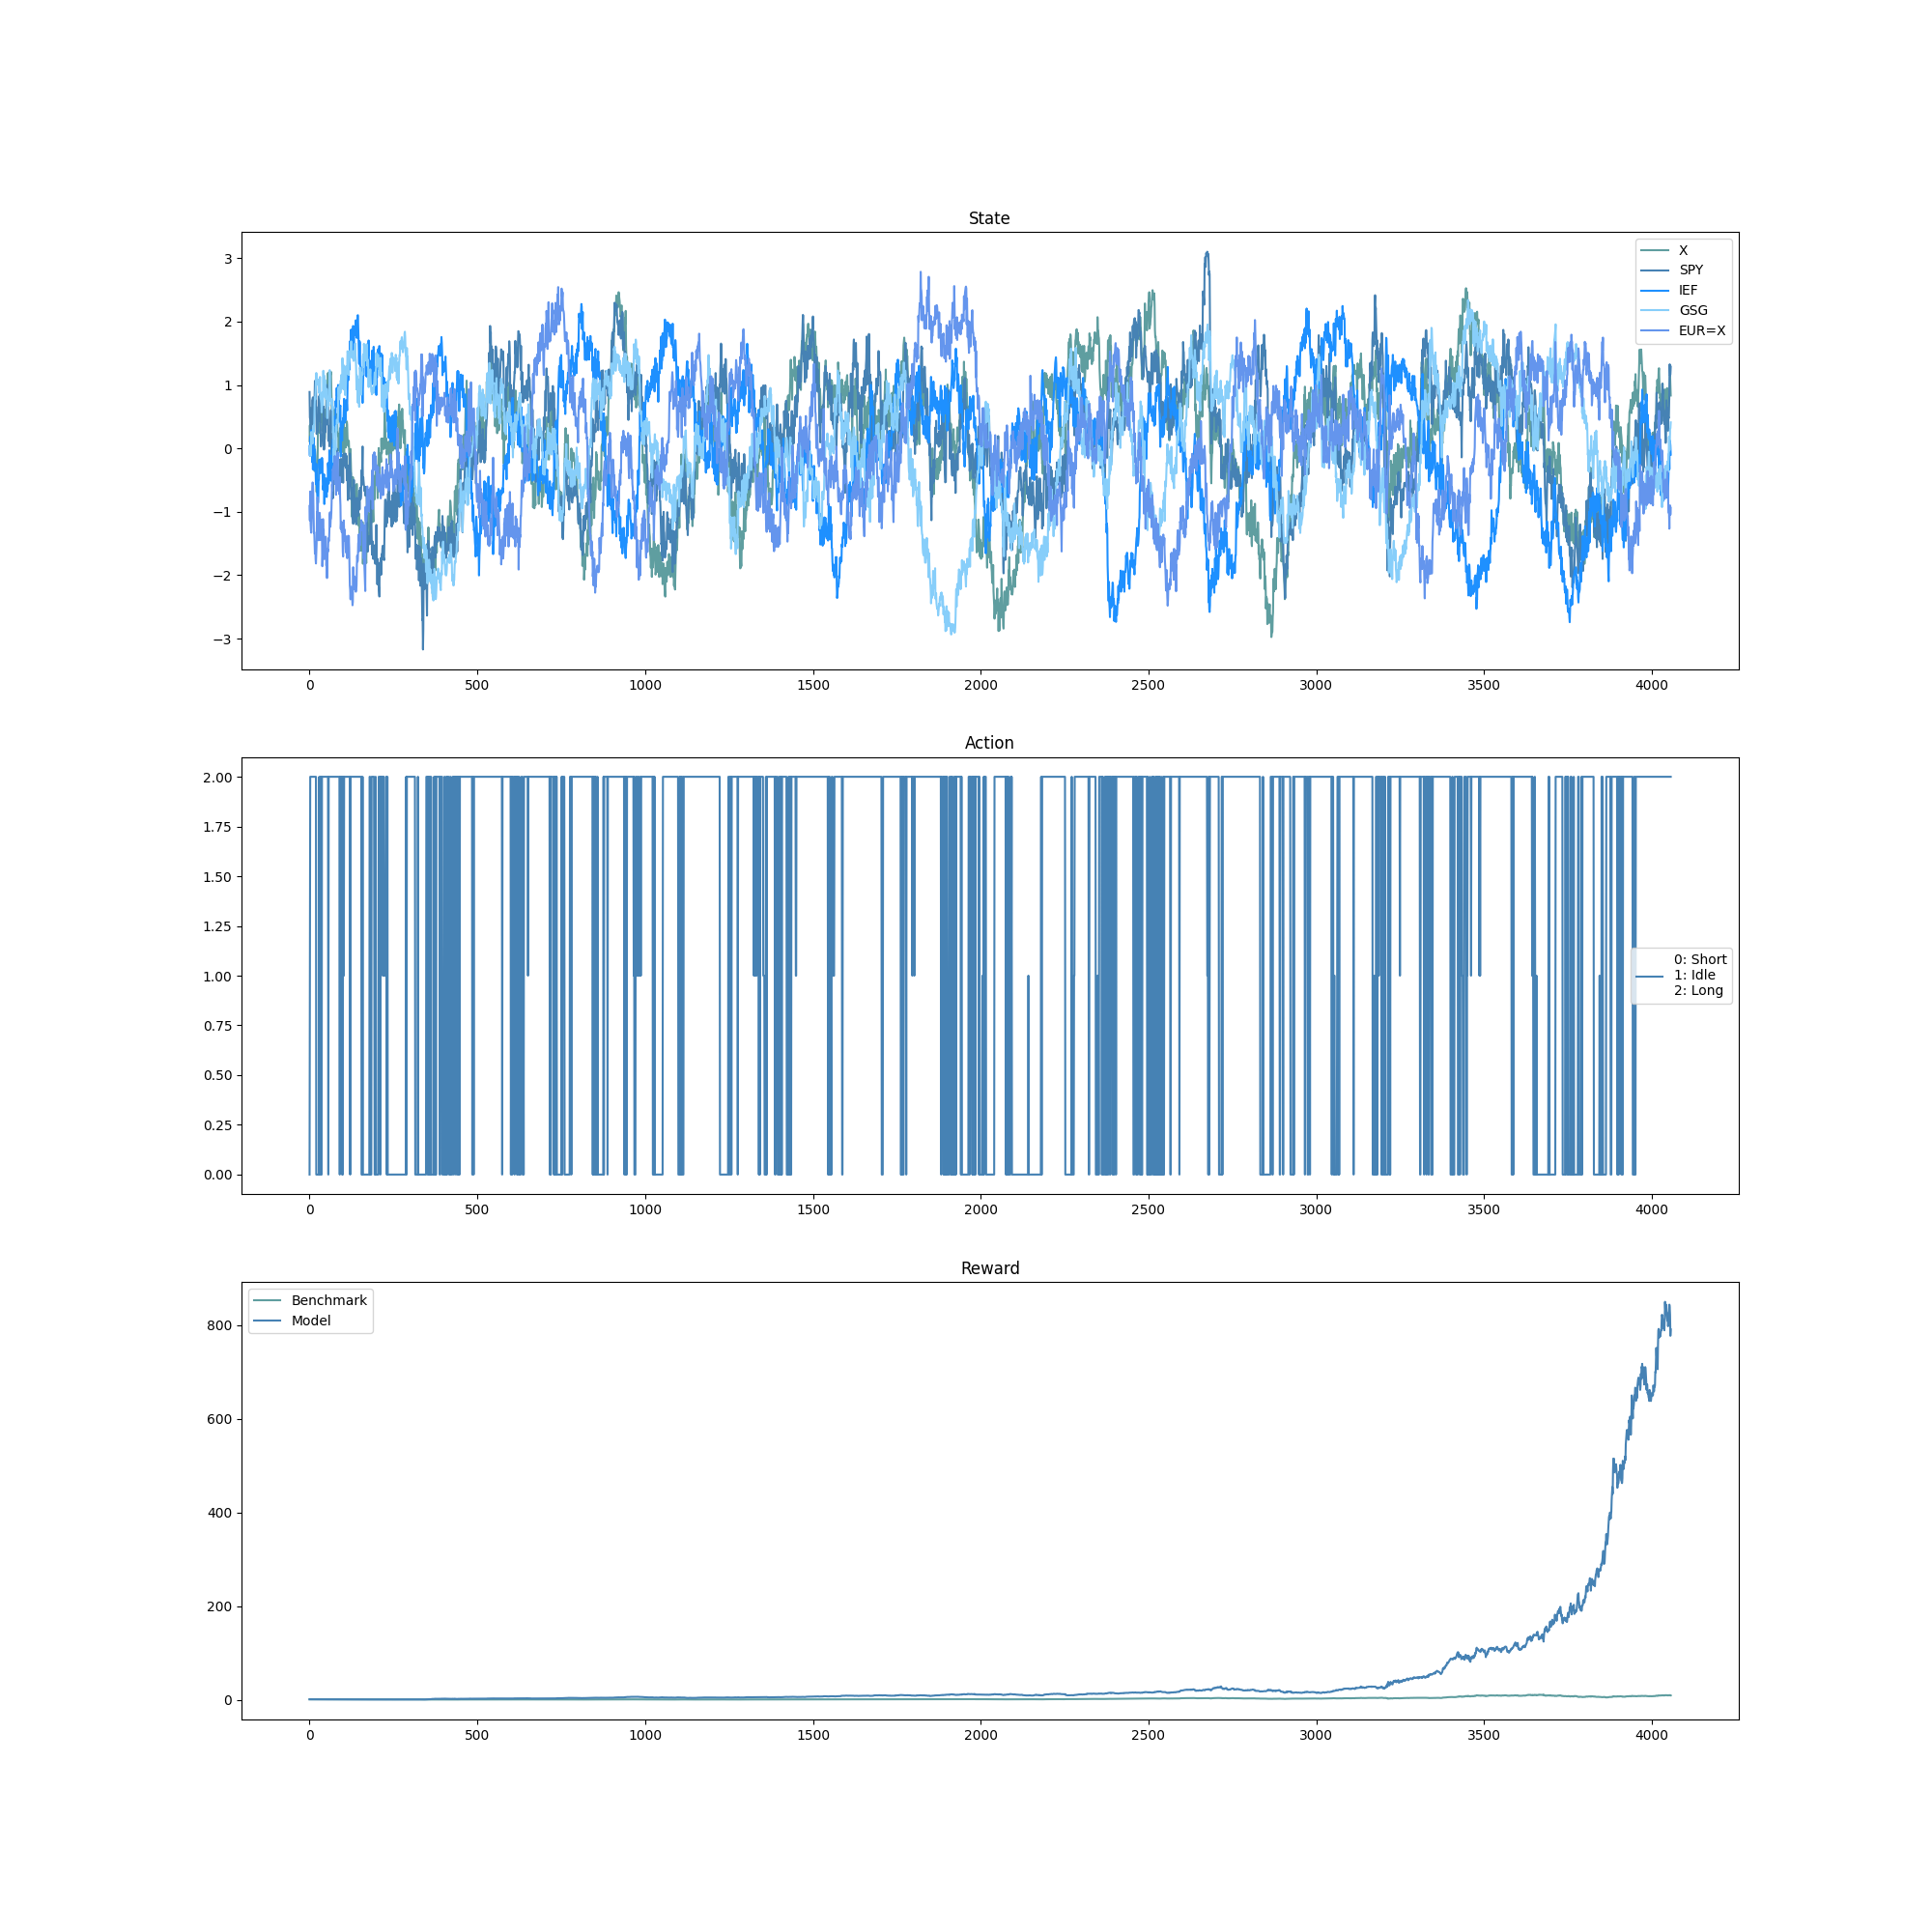 State
3
2
1
0
−1
−2
−3
X
SPY
IEF
GSG
EUR=X
0 500 1000 1500 2000 2500 3000 3500 4000
Action
2.00
1.75
1.50
1.25
1.00
0.75
0.50
0.25
0.00
0: Short
1: Idle
2: Long
0 500 1000 1500 2000 2500 3000 3500 4000
Reward
Benchmark
Model
800
600
400
200
0
0 500 1000 1500 2000 2500 3000 3500 4000